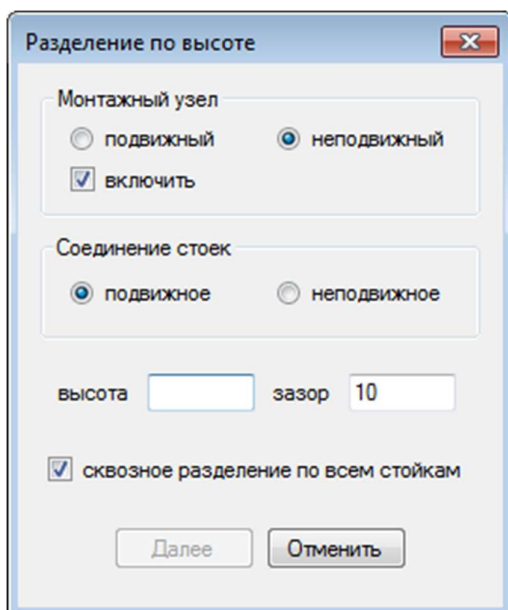 Разделение по высоте
Монтажный узел
подвижный неподвижный
включить
Соединение стоек
подвижное неподвижное
высота зазор 10
сквозное разделение по всем стойкам
Далее Отменить